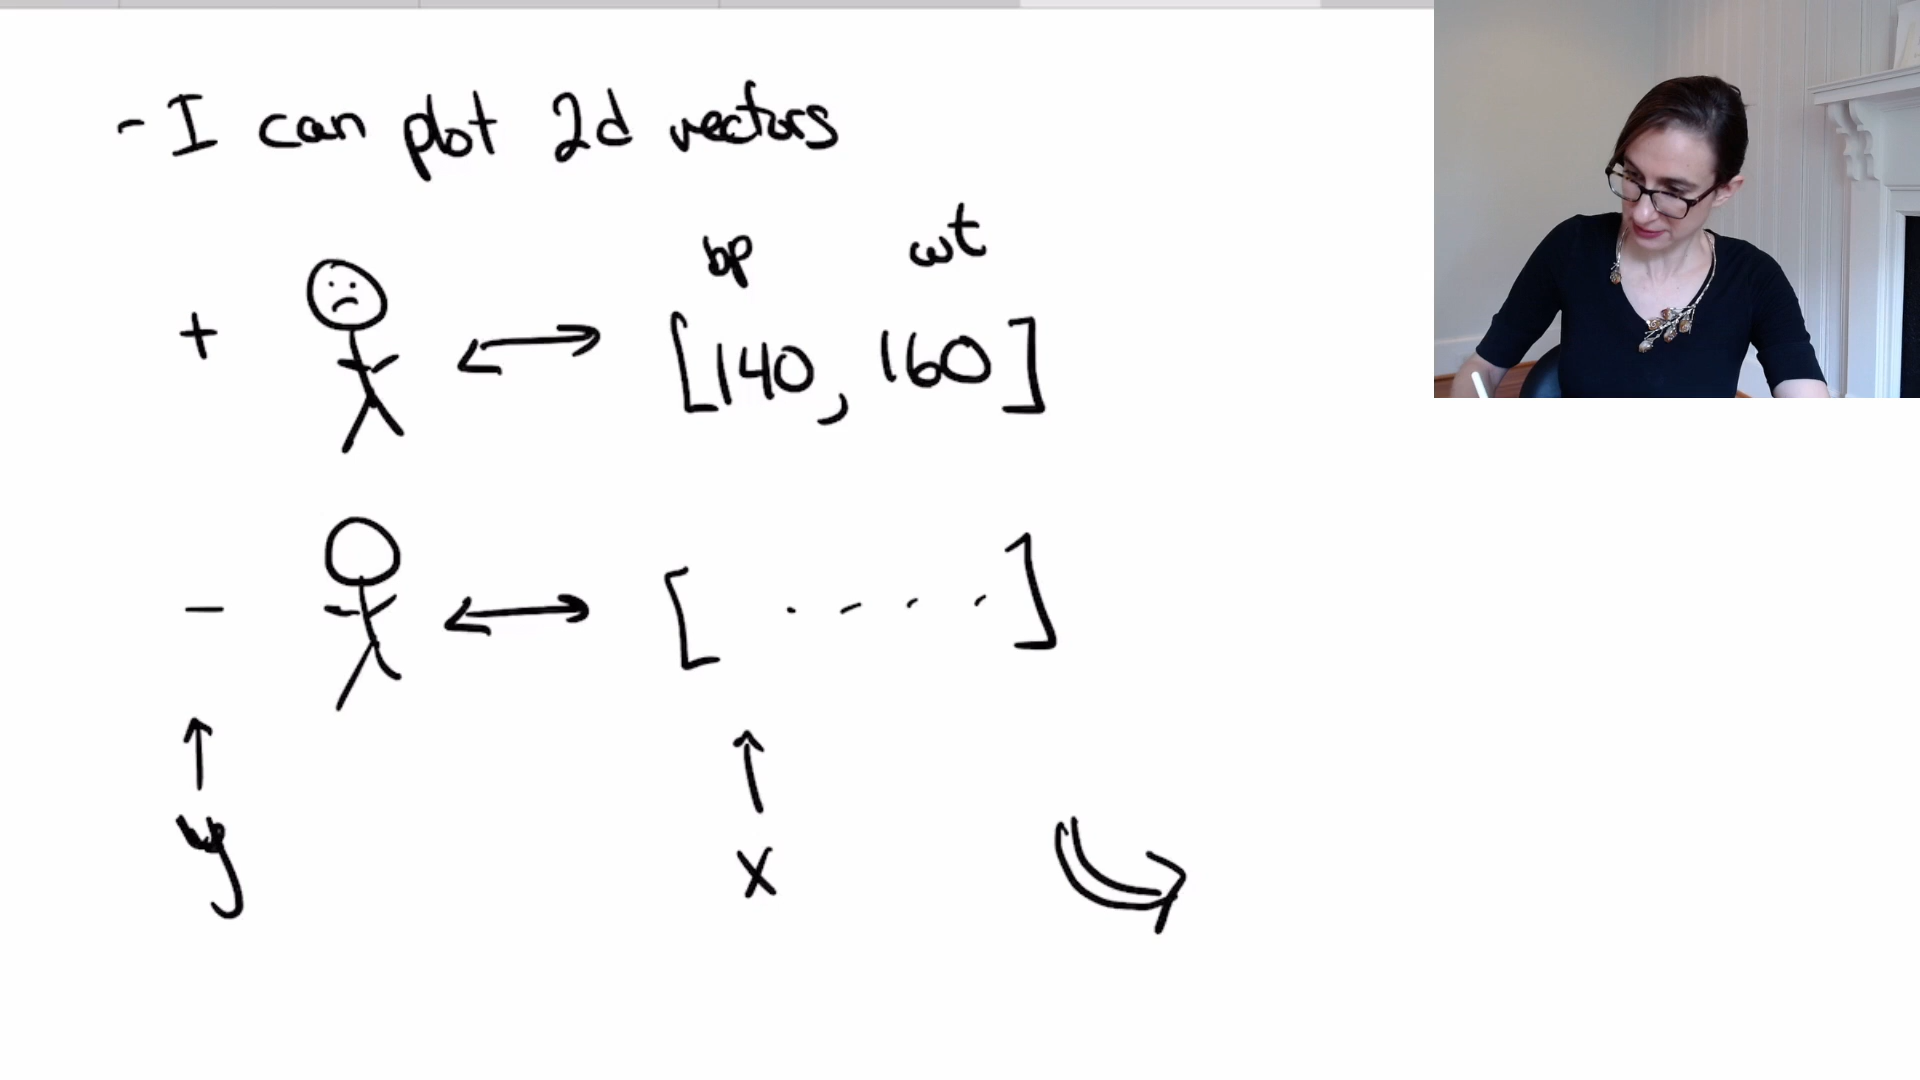 - I can plot 2d vectors
bp wt
+ [140, 160]
- [ . - - - ]
y x